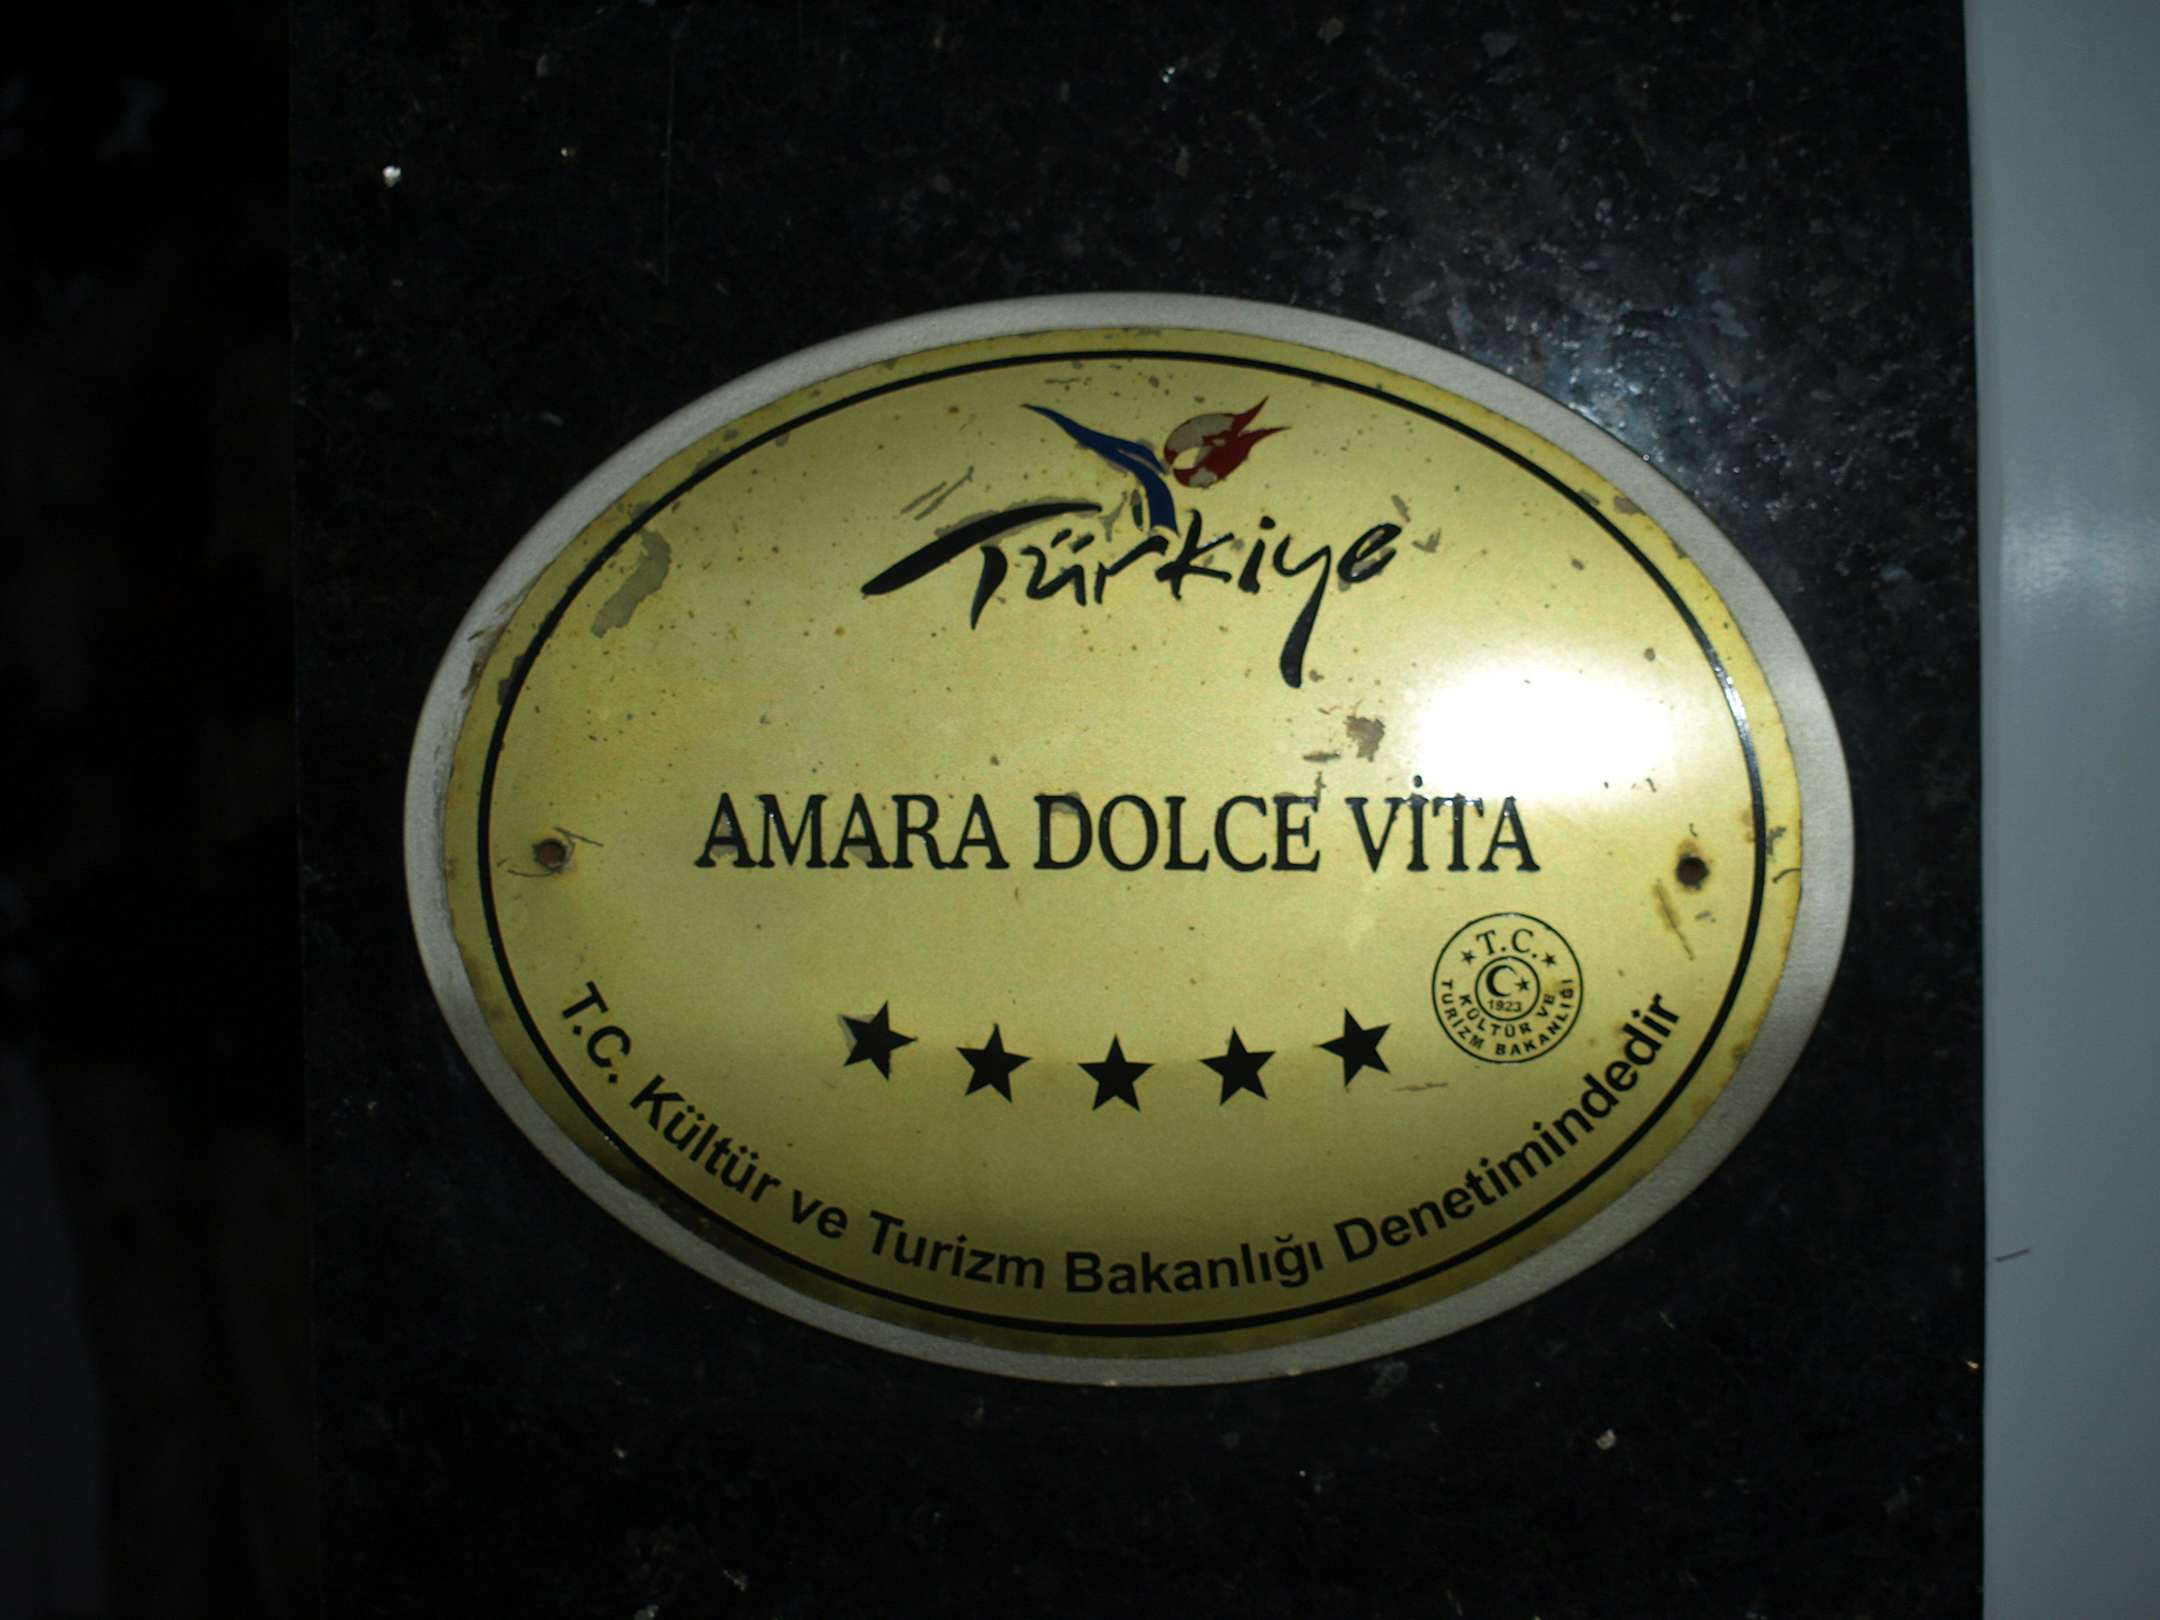 Türkiye
AMARA DOLCE VİTA
T.C.
1923
KÜLTÜR VE
TURİZM BAKANLIĞI
T.C. Kültür ve Turizm Bakanlığı Denetimindedir